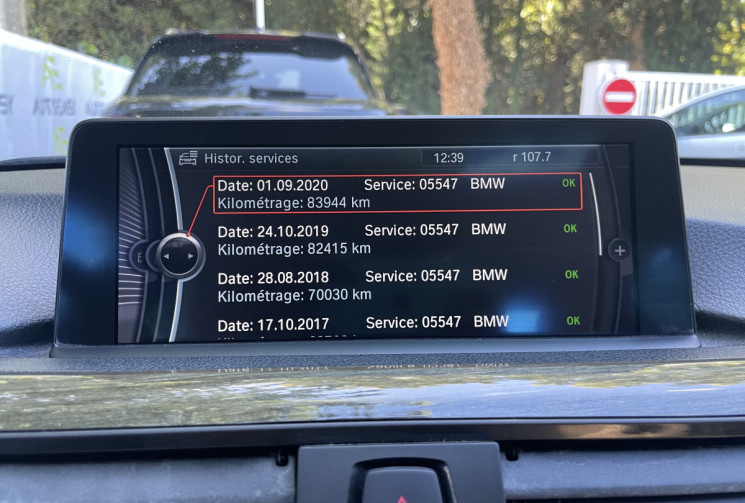 Histor. services 12:39 r 107.7
Date: 01.09.2020 Service: 05547 BMW OK
Kilométrage: 83944 km
Date: 24.10.2019 Service: 05547 BMW OK
Kilométrage: 82415 km
Date: 28.08.2018 Service: 05547 BMW OK
Kilométrage: 70030 km
Date: 17.10.2017 Service: 05547 BMW OK